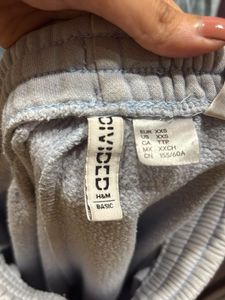 DIVIDED
H&M
BASIC
EUR XXS
US XXS
CA TTP
MX XXCH
CN 155/60A